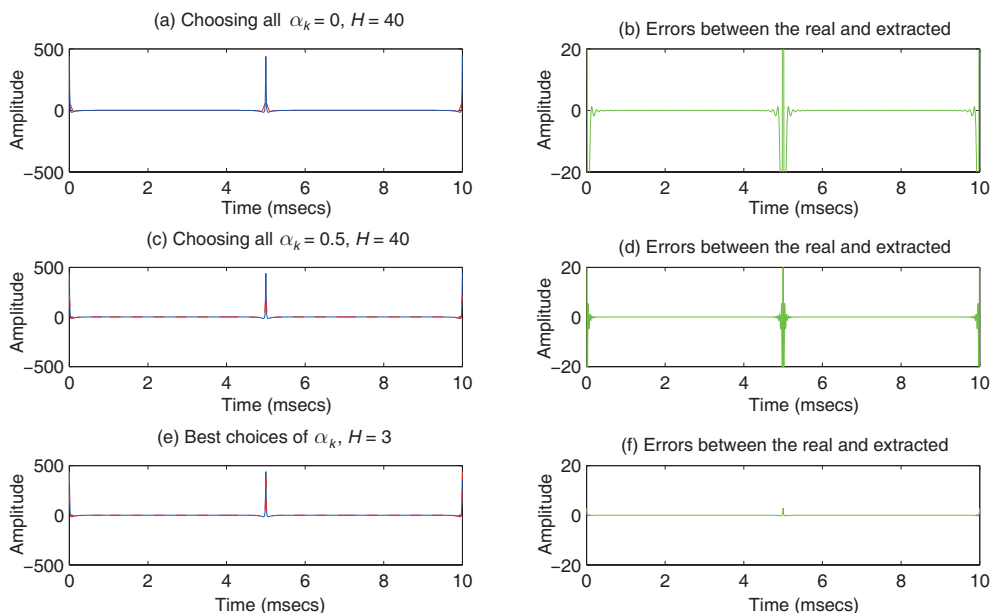 (a) Choosing all αk = 0, H = 40
500
0
−500
Amplitude
0 2 4 6 8 10
Time (msecs)
(b) Errors between the real and extracted
20
0
−20
Amplitude
0 2 4 6 8 10
Time (msecs)
(c) Choosing all αk = 0.5, H = 40
500
0
−500
Amplitude
0 2 4 6 8 10
Time (msecs)
(d) Errors between the real and extracted
20
0
−20
Amplitude
0 2 4 6 8 10
Time (msecs)
(e) Best choices of αk, H = 3
500
0
−500
Amplitude
0 2 4 6 8 10
Time (msecs)
(f) Errors between the real and extracted
20
0
−20
Amplitude
0 2 4 6 8 10
Time (msecs)